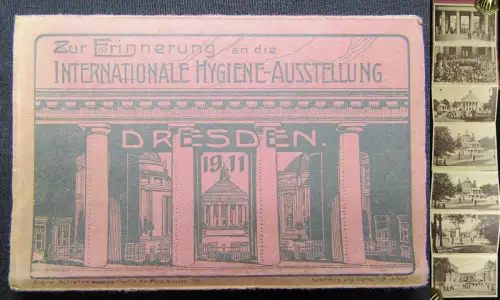 Zur Erinnerung an die
INTERNATIONALE HYGIENE-AUSSTELLUNG
DRESDEN.
1911